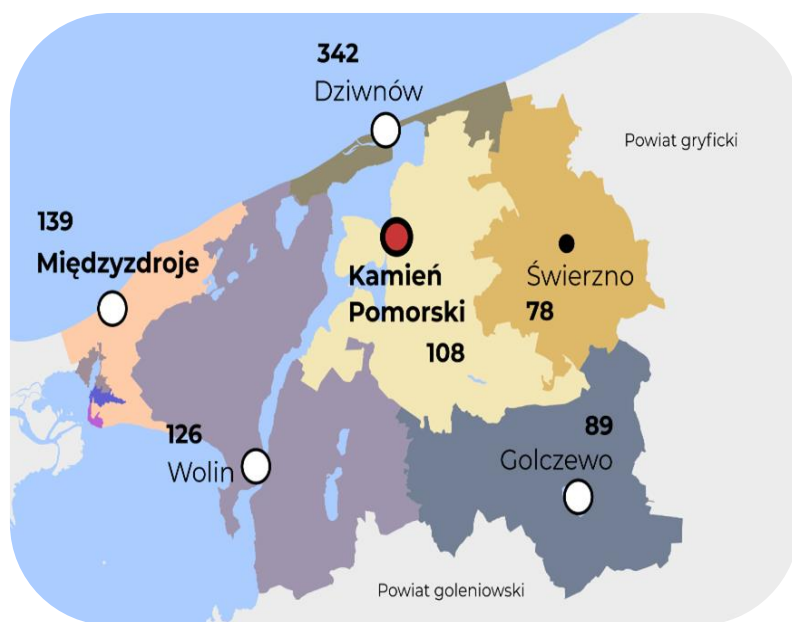 342
Dziwnów
Powiat gryficki
139
Międzyzdroje
Kamień
Pomorski
108
Świerzno
78
126
Wolin
89
Golczewo
Powiat goleniowski